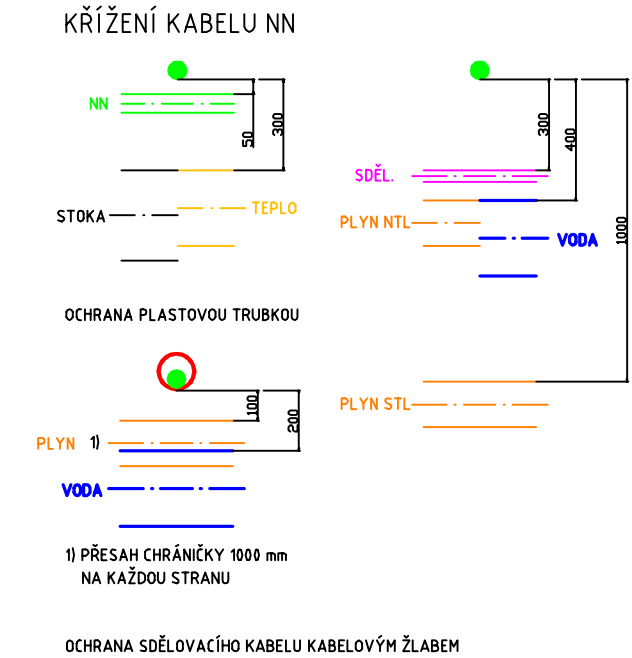 KŘÍŽENÍ KABELU NN
NN
50
300
STOKA
TEPLO
SDĚL.
PLYN NTL
VODA
PLYN STL
300
400
1000
OCHRANA PLASTOVOU TRUBKOU
100
200
PLYN 1)
VODA
1) PŘESAH CHRÁNIČKY 1000 mm
NA KAŽDOU STRANU
OCHRANA SDĚLOVACÍHO KABELU KABELOVÝM ŽLABEM